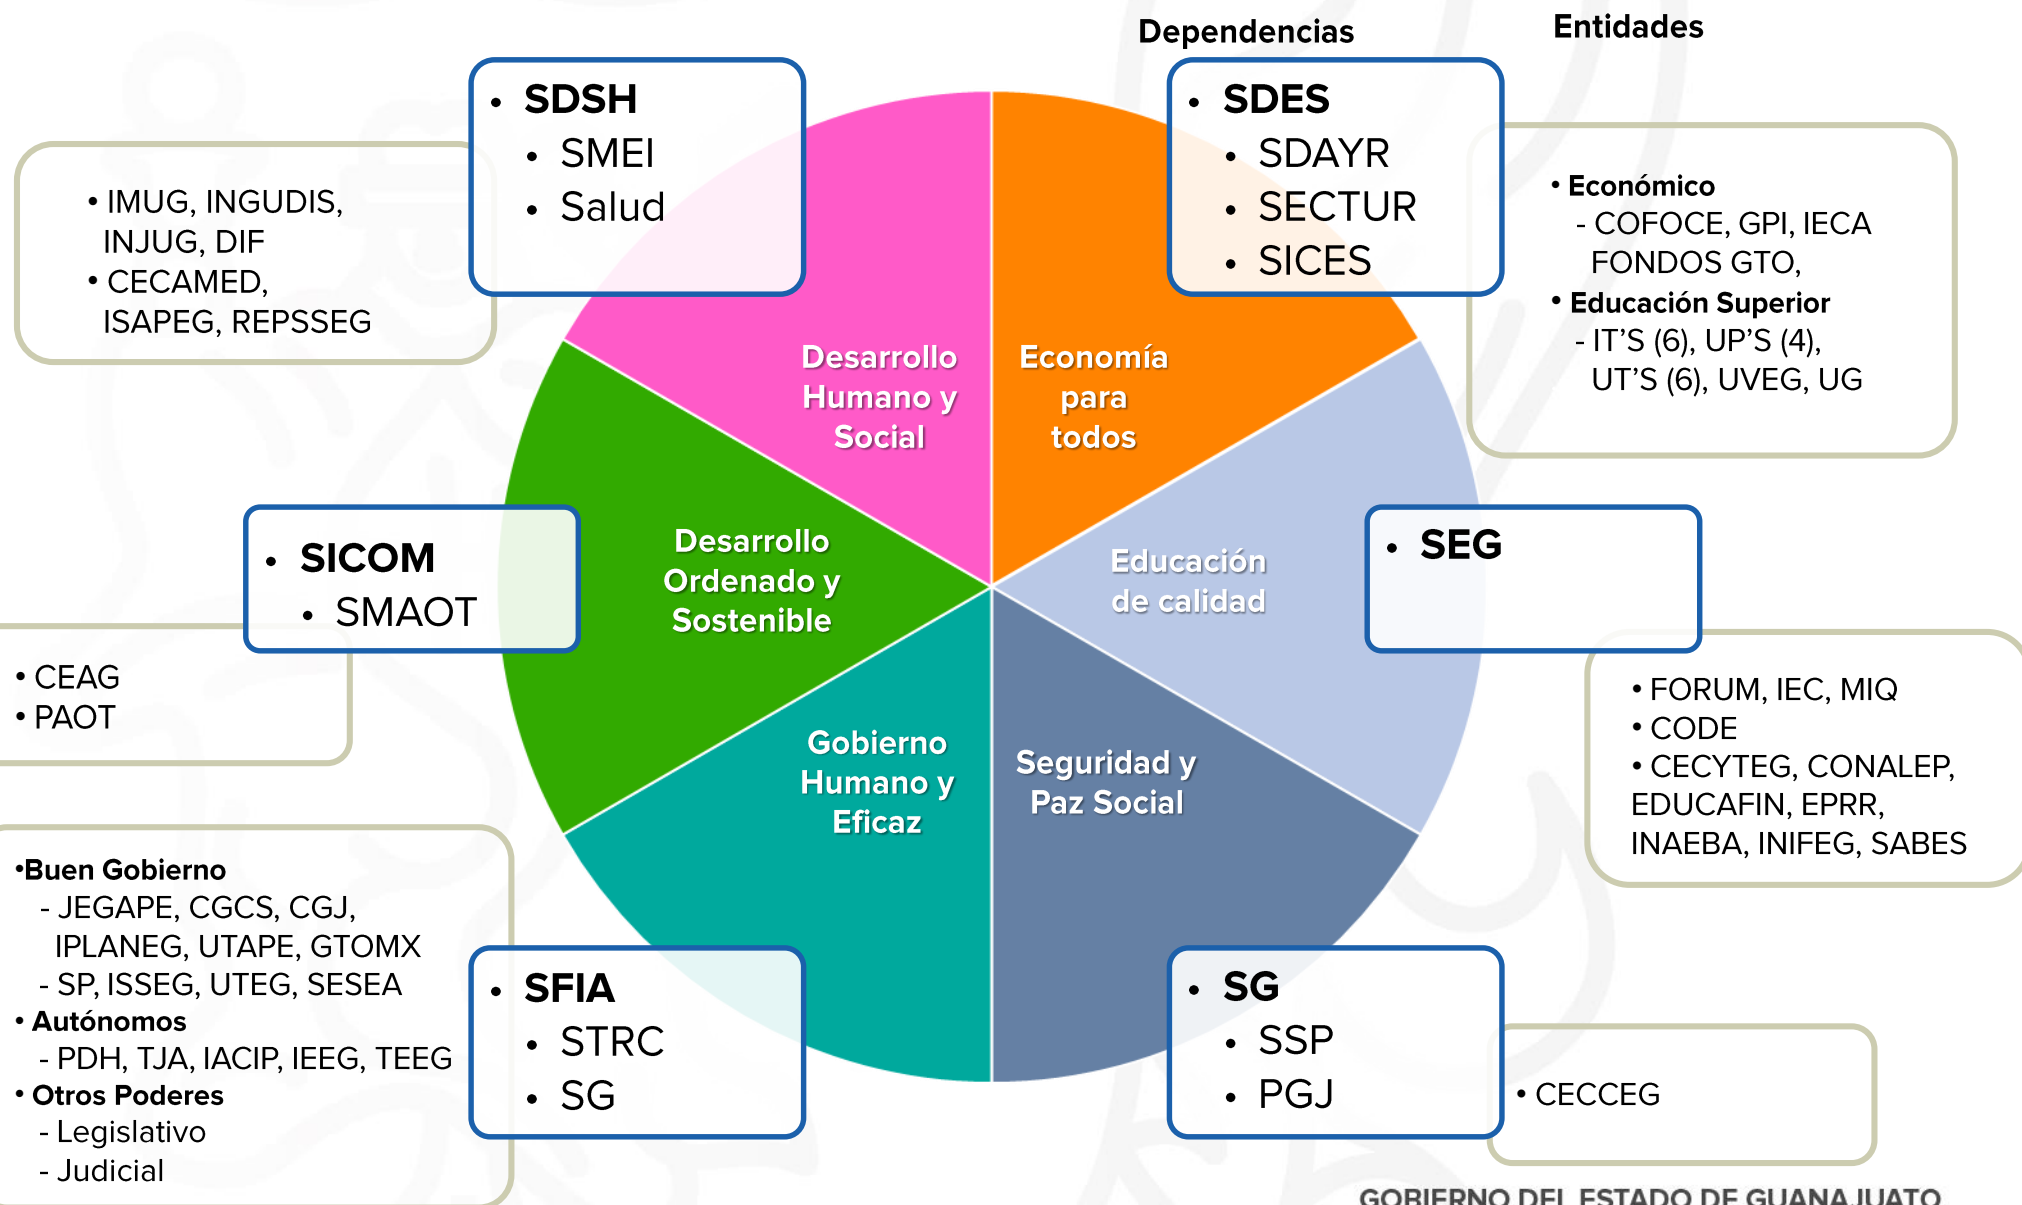 Dependencias
Entidades
• SDSH
• SMEI
• Salud
• IMUG, INGUDIS,
INJUG, DIF
• CECAMED,
ISAPEG, REPSSEG
• SDES
• SDAYR
• SECTUR
• SICES
• Económico
- COFOCE, GPI, IECA
FONDOS GTO,
• Educación Superior
- IT’S (6), UP’S (4),
UT’S (6), UVEG, UG
Desarrollo
Humano y
Social
Economía
para
todos
• SICOM
• SMAOT
• CEAG
• PAOT
Desarrollo
Ordenado y
Sostenible
Educación
de calidad
• SEG
• FORUM, IEC, MIQ
• CODE
• CECYTEG, CONALEP,
EDUCAFIN, EPRR,
INAEBA, INIFEG, SABES
Gobierno
Humano y
Eficaz
Seguridad y
Paz Social
•Buen Gobierno
- JEGAPE, CGCS, CGJ,
IPLANEG, UTAPE, GTOMX
- SP, ISSEG, UTEG, SESEA
• Autónomos
- PDH, TJA, IACIP, IEEG, TEEG
• Otros Poderes
- Legislativo
- Judicial
• SFIA
• STRC
• SG
• SG
• SSP
• PGJ
• CECCEG
GOBIERNO DEL ESTADO DE GUANAJUATO